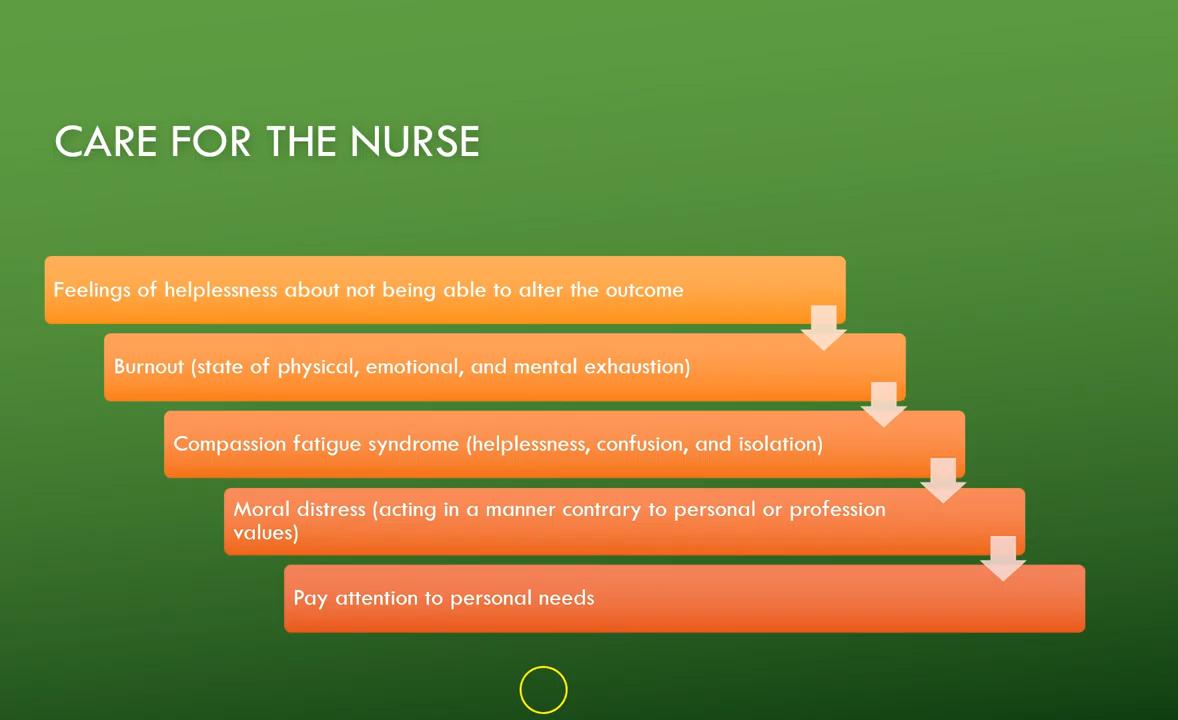 CARE FOR THE NURSE
Feelings of helplessness about not being able to alter the outcome
Burnout (state of physical, emotional, and mental exhaustion)
Compassion fatigue syndrome (helplessness, confusion, and isolation)
Moral distress (acting in a manner contrary to personal or profession
values)
Pay attention to personal needs